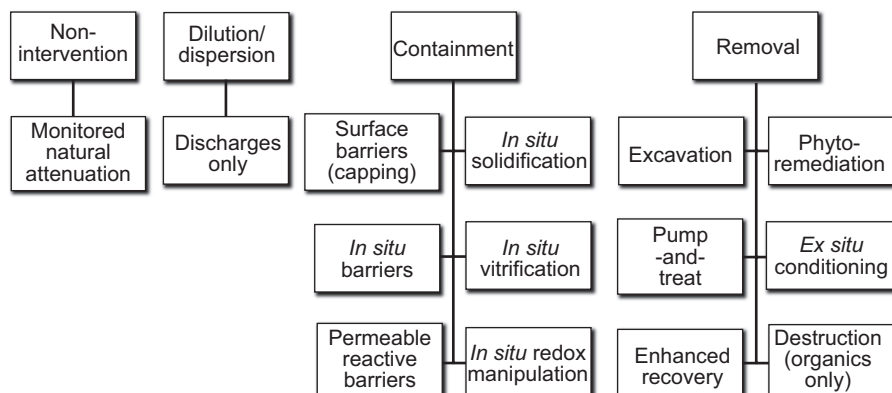 Non-
intervention
Monitored
natural
attenuation
Dilution/
dispersion
Discharges
only
Containment
Surface
barriers
(capping)
In situ
solidification
In situ
barriers
In situ
vitrification
Permeable
reactive
barriers
In situ redox
manipulation
Removal
Excavation
Phyto-
remediation
Pump
-and-
treat
Ex situ
conditioning
Enhanced
recovery
Destruction
(organics
only)